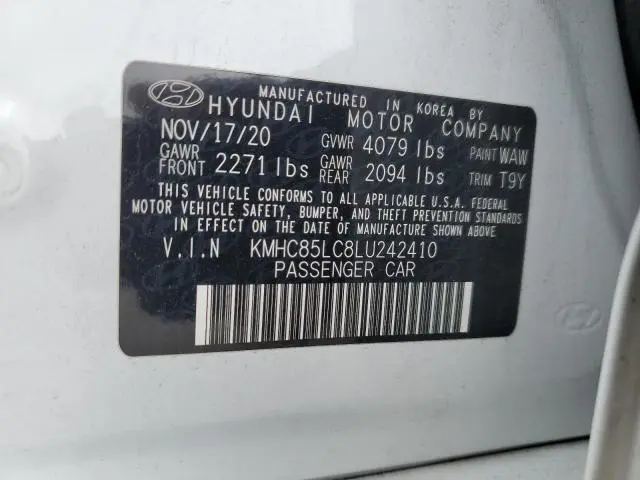 MANUFACTURED IN KOREA BY
HYUNDAI MOTOR COMPANY
NOV/17/20 GVWR 4079 lbs PAINT WAW
GAWR FRONT 2271 lbs GAWR REAR 2094 lbs TRIM T9Y
THIS VEHICLE CONFORMS TO ALL APPLICABLE U.S.A. FEDERAL
MOTOR VEHICLE SAFETY, BUMPER, AND THEFT PREVENTION STANDARDS
IN EFFECT ON THE DATE OF MANUFACTURE SHOWN ABOVE.
V.I.N KMHC85LC8LU242410
PASSENGER CAR